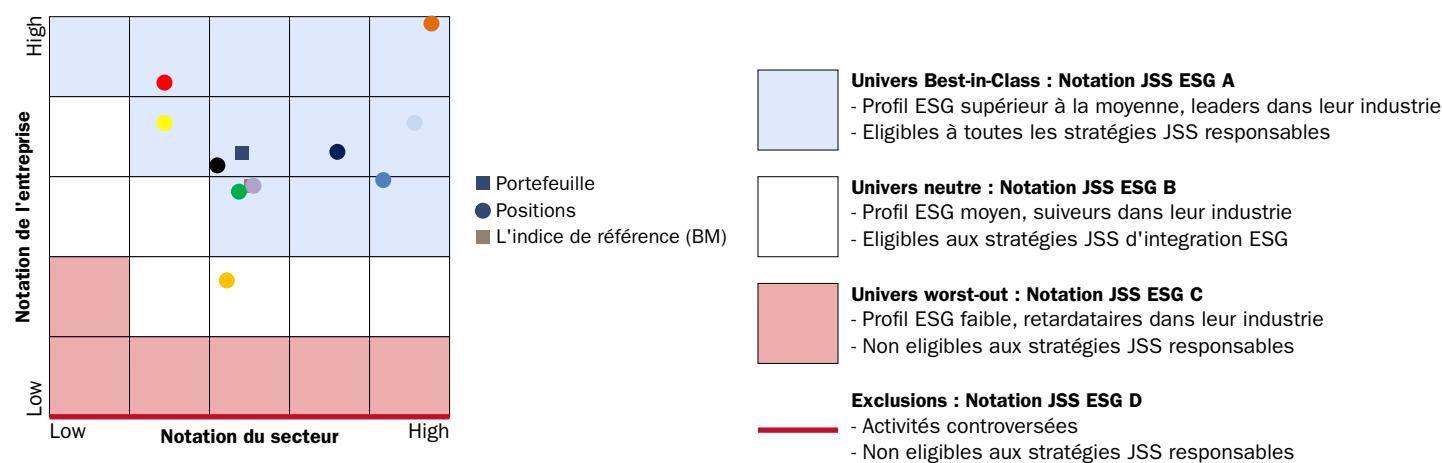 High
Notation de l'entreprise
Low
Low
Notation du secteur
High
Portefeuille
Positions
L'indice de référence (BM)
Univers Best-in-Class : Notation JSS ESG A
- Profil ESG supérieur à la moyenne, leaders dans leur industrie
- Eligibles à toutes les stratégies JSS responsables
Univers neutre : Notation JSS ESG B
- Profil ESG moyen, suiveurs dans leur industrie
- Eligibles aux stratégies JSS d'integration ESG
Univers worst-out : Notation JSS ESG C
- Profil ESG faible, retardataires dans leur industrie
- Non eligibles aux stratégies JSS responsables
Exclusions : Notation JSS ESG D
- Activités controversées
- Non eligibles aux stratégies JSS responsables